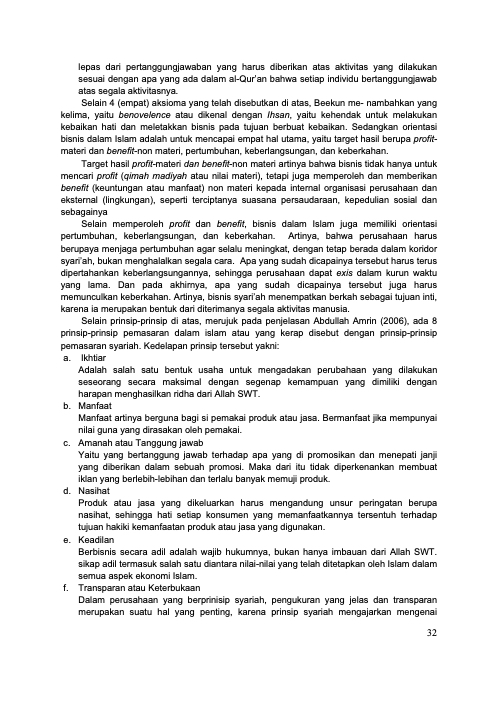 lepas dari pertanggungjawaban yang harus diberikan atas aktivitas yang dilakukan
sesuai dengan apa yang ada dalam al-Qur'an bahwa setiap individu bertanggungjawab
atas segala aktivitasnya.
Selain 4 (empat) aksioma yang telah disebutkan di atas, Beekun me- nambahkan yang
kelima, yaitu benovelence atau dikenal dengan Ihsan, yaitu kehendak untuk melakukan
kebaikan hati dan meletakkan bisnis pada tujuan berbuat kebaikan. Sedangkan orientasi
bisnis dalam Islam adalah untuk mencapai empat hal utama, yaitu target hasil berupa profit-
materi dan benefit-non materi, pertumbuhan, keberlangsungan, dan keberkahan.
Target hasil profit-materi dan benefit-non materi artinya bahwa bisnis tidak hanya untuk
mencari profit (qimah madiyah atau nilai materi), tetapi juga memperoleh dan memberikan
benefit (keuntungan atau manfaat) non materi kepada internal organisasi perusahaan dan
eksternal (lingkungan), seperti terciptanya suasana persaudaraan, kepedulian sosial dan
sebagainya
Selain memperoleh profit dan benefit, bisnis dalam Islam juga memiliki orientasi
pertumbuhan, keberlangsungan, dan keberkahan. Artinya, bahwa perusahaan harus
berupaya menjaga pertumbuhan agar selalu meningkat, dengan tetap berada dalam koridor
syari'ah, bukan menghalalkan segala cara. Apa yang sudah dicapainya tersebut harus terus
dipertahankan keberlangsungannya, sehingga perusahaan dapat exis dalam kurun waktu
yang lama. Dan pada akhirnya, apa yang sudah dicapainya tersebut juga harus
memunculkan keberkahan. Artinya, bisnis syari'ah menempatkan berkah sebagai tujuan inti,
karena ia merupakan bentuk dari diterimanya segala aktivitas manusia.
Selain prinsip-prinsip di atas, merujuk pada penjelasan Abdullah Amrin (2006), ada 8
prinsip-prinsip pemasaran dalam islam atau yang kerap disebut dengan prinsip-prinsip
pemasaran syariah. Kedelapan prinsip tersebut yakni:
a. Ikhtiar
Adalah salah satu bentuk usaha untuk mengadakan perubahan yang dilakukan
seseorang secara maksimal dengan segenap kemampuan yang dimiliki dengan
harapan menghasilkan ridha dari Allah SWT.
b. Manfaat
Manfaat artinya berguna bagi si pemakai produk atau jasa. Bermanfaat jika mempunyai
nilai guna yang dirasakan oleh pemakai.
c. Amanah atau Tanggung jawab
Yaitu yang bertanggung jawab terhadap apa yang di promosikan dan menepati janji
yang diberikan dalam sebuah promosi. Maka dari itu tidak diperkenankan membuat
iklan yang berlebih-lebihan dan terlalu banyak memuji produk.
d. Nasihat
Produk atau jasa yang dikeluarkan harus mengandung unsur peringatan berupa
nasihat, sehingga hati setiap konsumen yang memanfaatkannya tersentuh terhadap
tujuan hakiki kemanfaatan produk atau jasa yang digunakan.
e. Keadilan
Berbisnis secara adil adalah wajib hukumnya, bukan hanya imbauan dari Allah SWT.
sikap adil termasuk salah satu diantara nilai-nilai yang telah ditetapkan oleh Islam dalam
semua aspek ekonomi Islam.
f. Transparan atau Keterbukaan
Dalam perusahaan yang berprinisip syariah, pengukuran yang jelas dan transparan
merupakan suatu hal yang penting, karena prinsip syariah mengajarkan mengenai
32